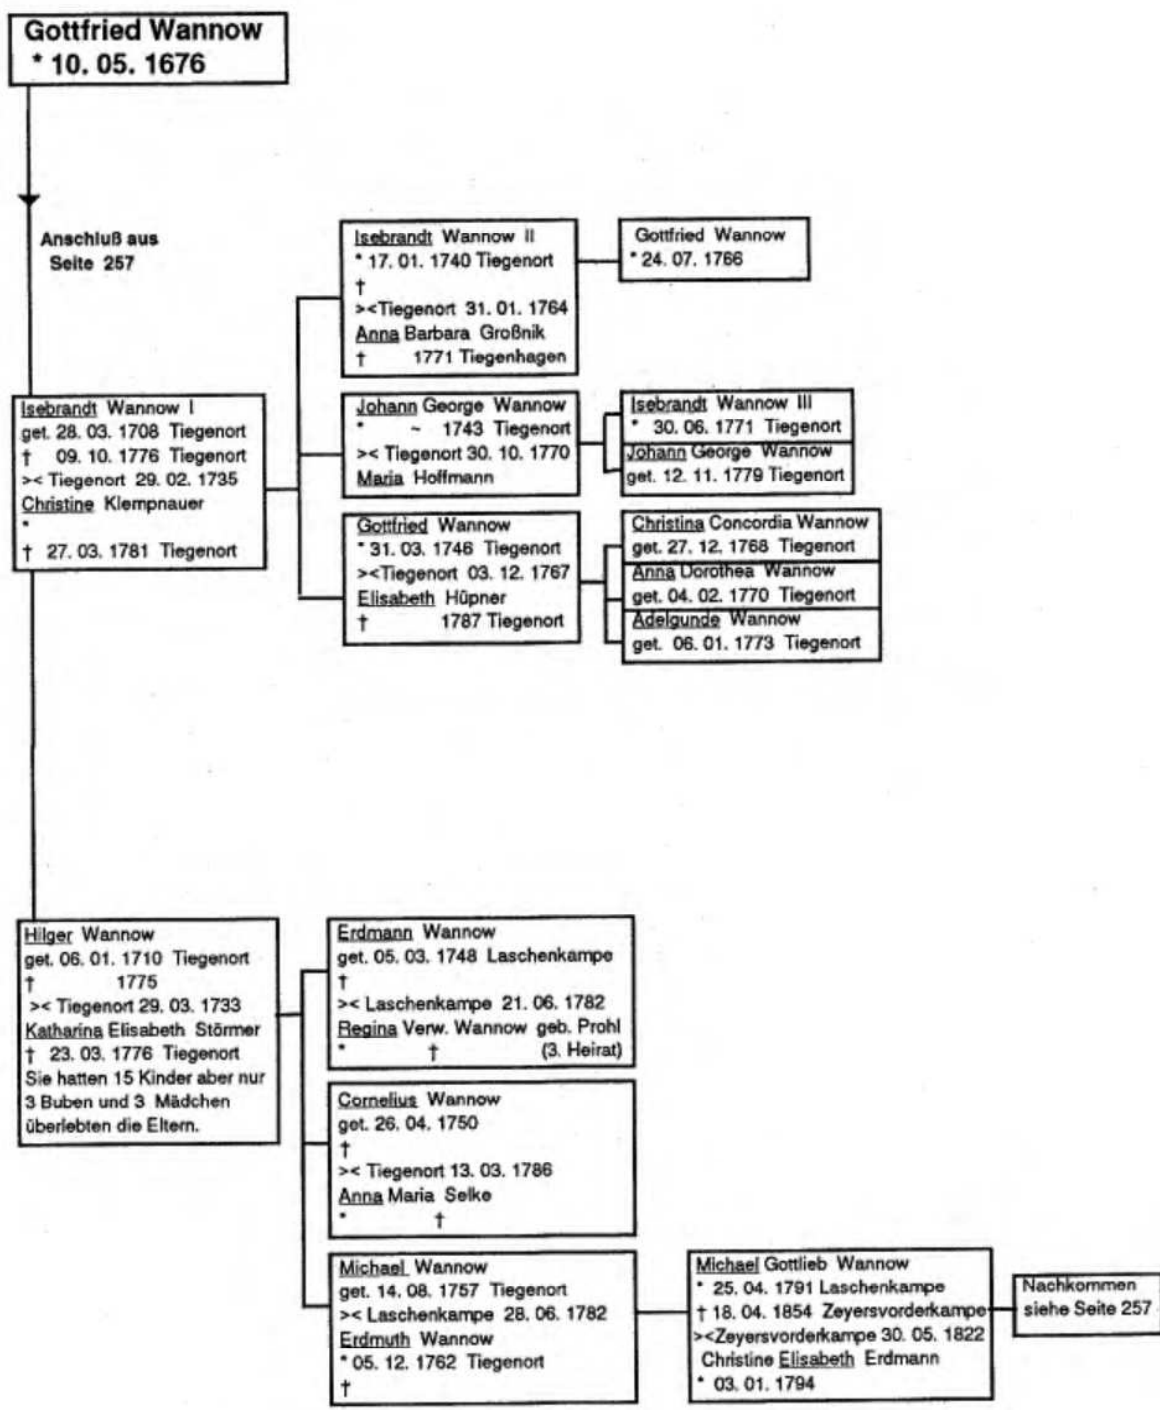 Gottfried Wannow
* 10. 05. 1676
Anschluß aus
Seite 257
Isebrandt Wannow I
get. 28. 03. 1708 Tiegenort
† 09. 10. 1776 Tiegenort
>< Tiegenort 29. 02. 1735
Christine Klempnauer
*
† 27. 03. 1781 Tiegenort
Isebrandt Wannow II
* 17. 01. 1740 Tiegenort
†
><Tiegenort 31. 01. 1764
Anna Barbara Großnik
† 1771 Tiegenhagen
Gottfried Wannow
* 24. 07. 1766
Johann George Wannow
* ~ 1743 Tiegenort
>< Tiegenort 30. 10. 1770
Maria Hoffmann
Isebrandt Wannow III
* 30. 06. 1771 Tiegenort
Johann George Wannow
get. 12. 11. 1779 Tiegenort
Gottfried Wannow
* 31. 03. 1746 Tiegenort
><Tiegenort 03. 12. 1767
Elisabeth Hüpner
† 1787 Tiegenort
Christina Concordia Wannow
get. 27. 12. 1768 Tiegenort
Anna Dorothea Wannow
get. 04. 02. 1770 Tiegenort
Adelgunde Wannow
get. 06. 01. 1773 Tiegenort
Hilger Wannow
get. 06. 01. 1710 Tiegenort
† 1775
>< Tiegenort 29. 03. 1733
Katharina Elisabeth Störmer
† 23. 03. 1776 Tiegenort
Sie hatten 15 Kinder aber nur
3 Buben und 3 Mädchen
überlebten die Eltern.
Erdmann Wannow
get. 05. 03. 1748 Laschenkampe
†
>< Laschenkampe 21. 06. 1782
Regina Verw. Wannow geb. Prohl
* † (3. Heirat)
Cornelius Wannow
get. 26. 04. 1750
†
>< Tiegenort 13. 03. 1786
Anna Maria Selke
* †
Michael Wannow
get. 14. 08. 1757 Tiegenort
>< Laschenkampe 28. 06. 1782
Erdmuth Wannow
* 05. 12. 1762 Tiegenort
†
Michael Gottlieb Wannow
* 25. 04. 1791 Laschenkampe
† 18. 04. 1854 Zeyersvorderkampe
><Zeyersvorderkampe 30. 05. 1822
Christine Elisabeth Erdmann
* 03. 01. 1794
Nachkommen
siehe Seite 257